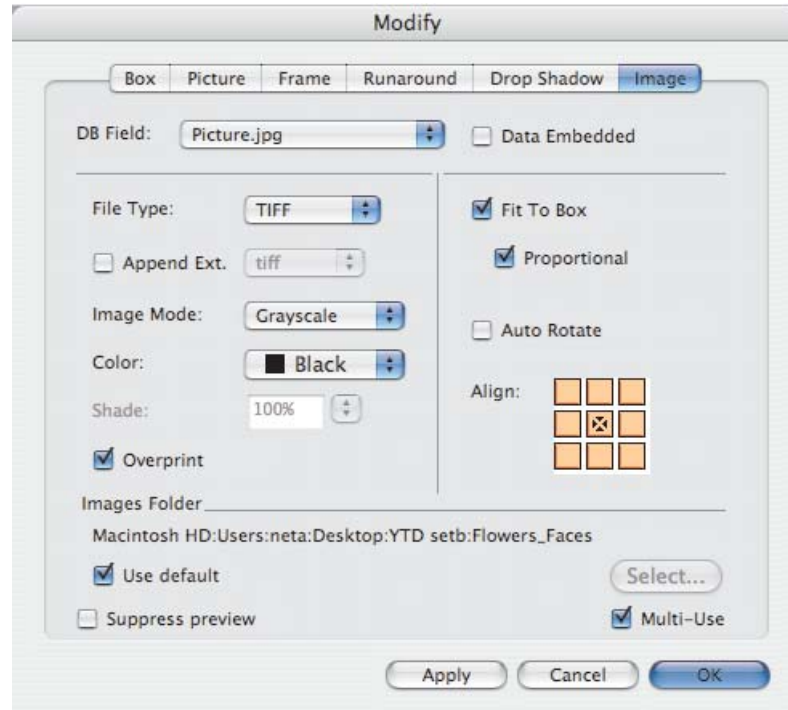 Modify
Box Picture Frame Runaround Drop Shadow Image
DB Field: Picture.jpg Data Embedded
File Type: TIFF
Append Ext. tiff
Image Mode: Grayscale
Color: Black
Shade: 100%
Overprint
Fit To Box
Proportional
Auto Rotate
Align:
Images Folder
Macintosh HD:Users:neta:Desktop:YTD setb:Flowers_Faces
Use default Select...
Suppress preview Multi-Use
Apply Cancel OK